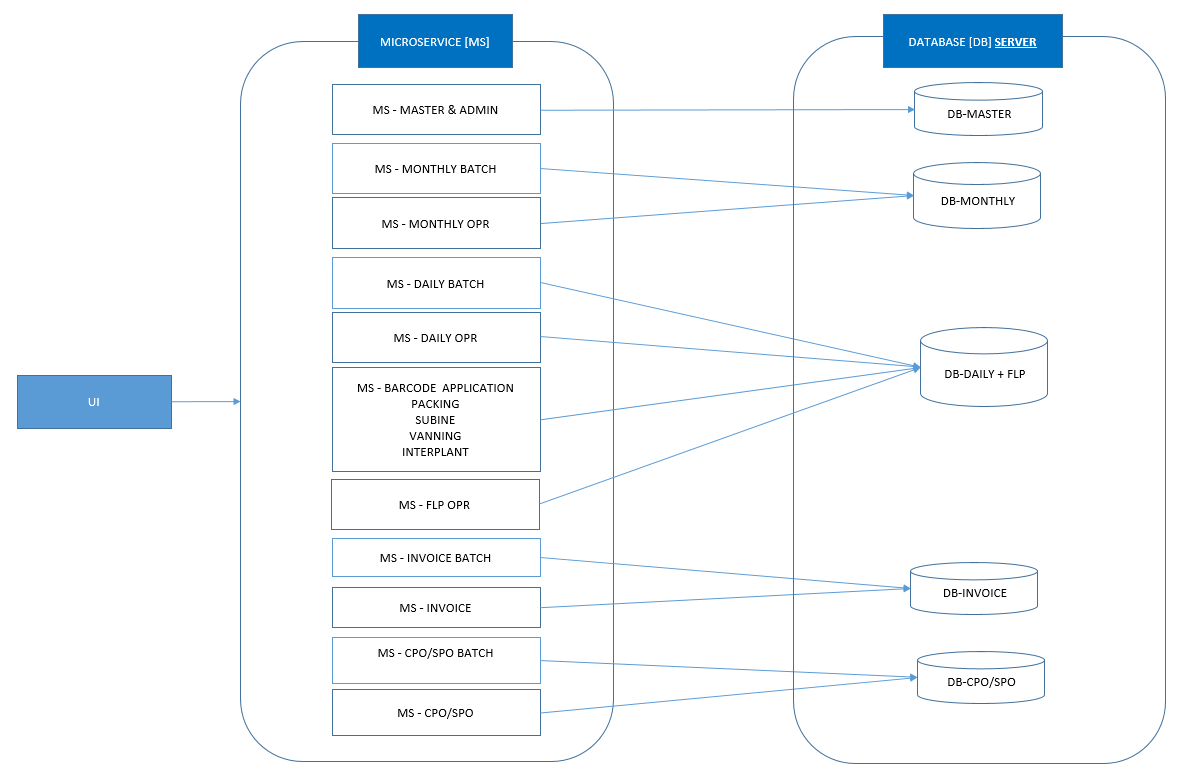 MICROSERVICE [MS]
DATABASE [DB] SERVER
MS - MASTER & ADMIN
DB-MASTER
MS - MONTHLY BATCH
DB-MONTHLY
MS - MONTHLY OPR
MS - DAILY BATCH
MS - DAILY OPR
DB-DAILY + FLP
MS - BARCODE APPLICATION
PACKING
SUBINE
VANNING
INTERPLANT
UI
MS - FLP OPR
MS - INVOICE BATCH
DB-INVOICE
MS - INVOICE
MS - CPO/SPO BATCH
DB-CPO/SPO
MS - CPO/SPO